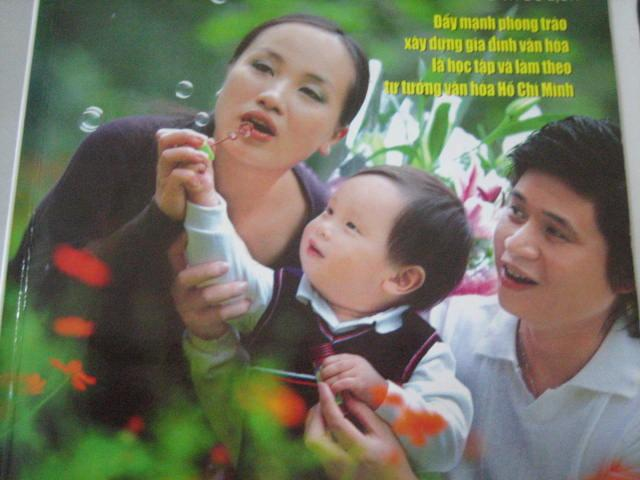 Đẩy mạnh phong trào
xây dựng gia đình văn hóa
là học tập và làm theo
tư tưởng văn hóa Hồ Chí Minh